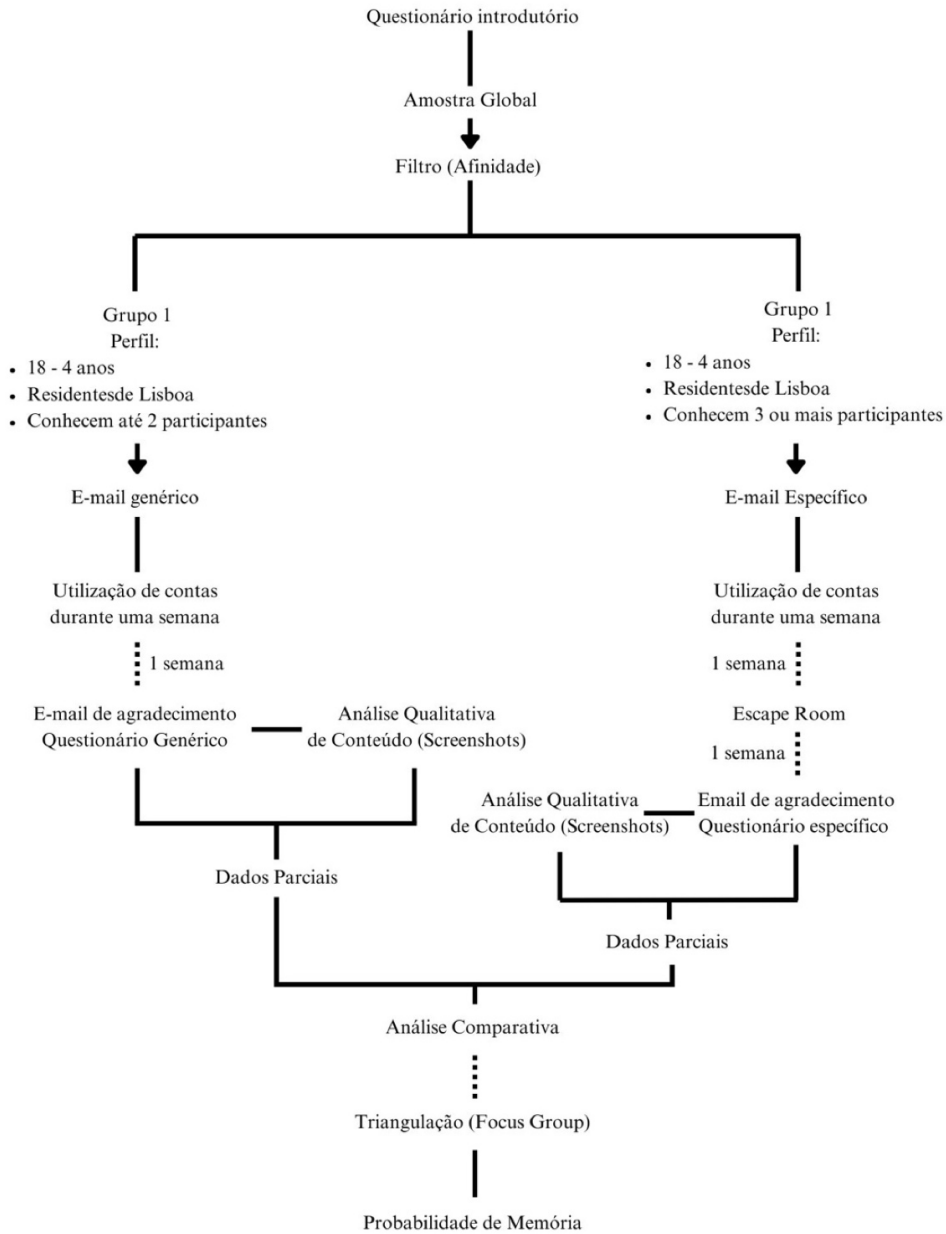 Questionário introdutório
Amostra Global
Filtro (Afinidade)
Grupo 1
Perfil:
• 18 - 4 anos
• Residentesde Lisboa
• Conhecem até 2 participantes
E-mail genérico
Utilização de contas
durante uma semana
1 semana
E-mail de agradecimento
Questionário Genérico
Análise Qualitativa
de Conteúdo (Screenshots)
Dados Parciais
Grupo 1
Perfil:
• 18 - 4 anos
• Residentesde Lisboa
• Conhecem 3 ou mais participantes
E-mail Específico
Utilização de contas
durante uma semana
1 semana
Escape Room
1 semana
Análise Qualitativa
de Conteúdo (Screenshots)
Email de agradecimento
Questionário específico
Dados Parciais
Análise Comparativa
Triangulação (Focus Group)
Probabilidade de Memória